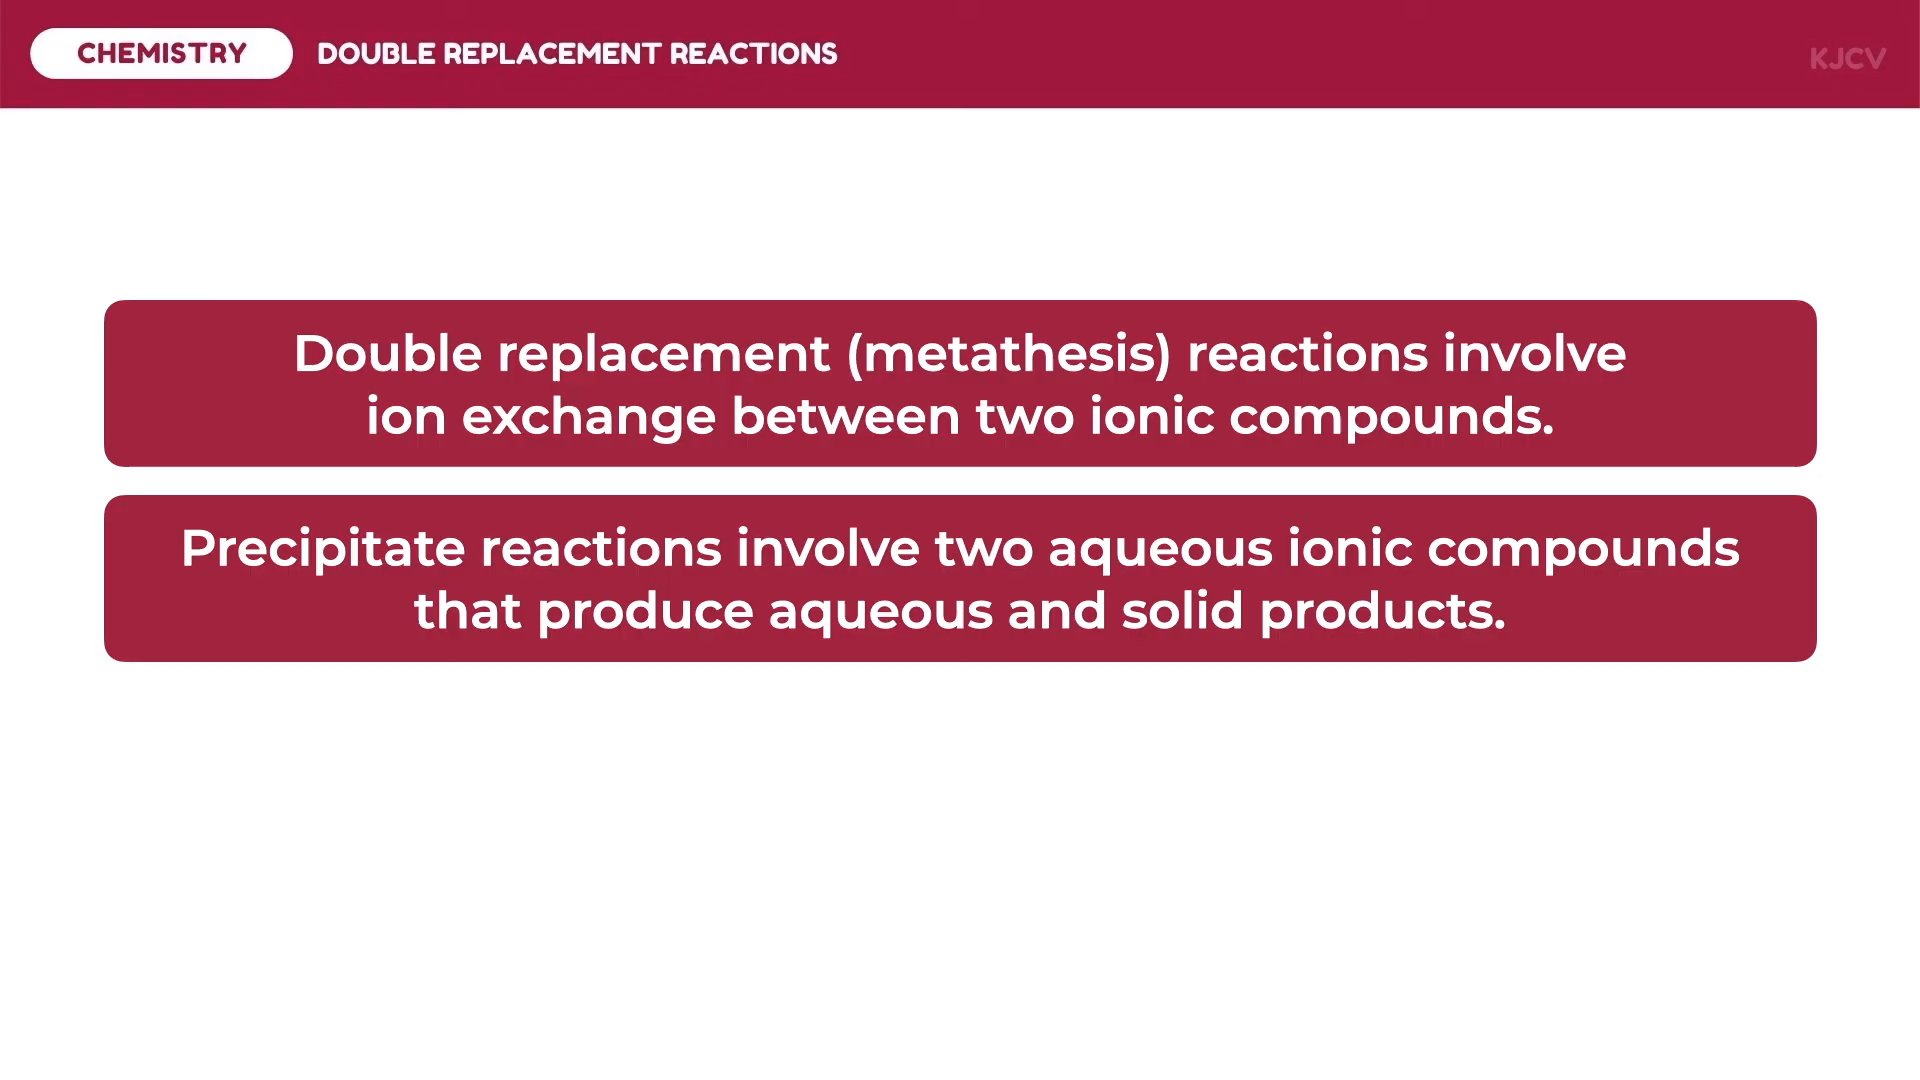 CHEMISTRY
DOUBLE REPLACEMENT REACTIONS
KJCV
Double replacement (metathesis) reactions involve
ion exchange between two ionic compounds.
Precipitate reactions involve two aqueous ionic compounds
that produce aqueous and solid products.